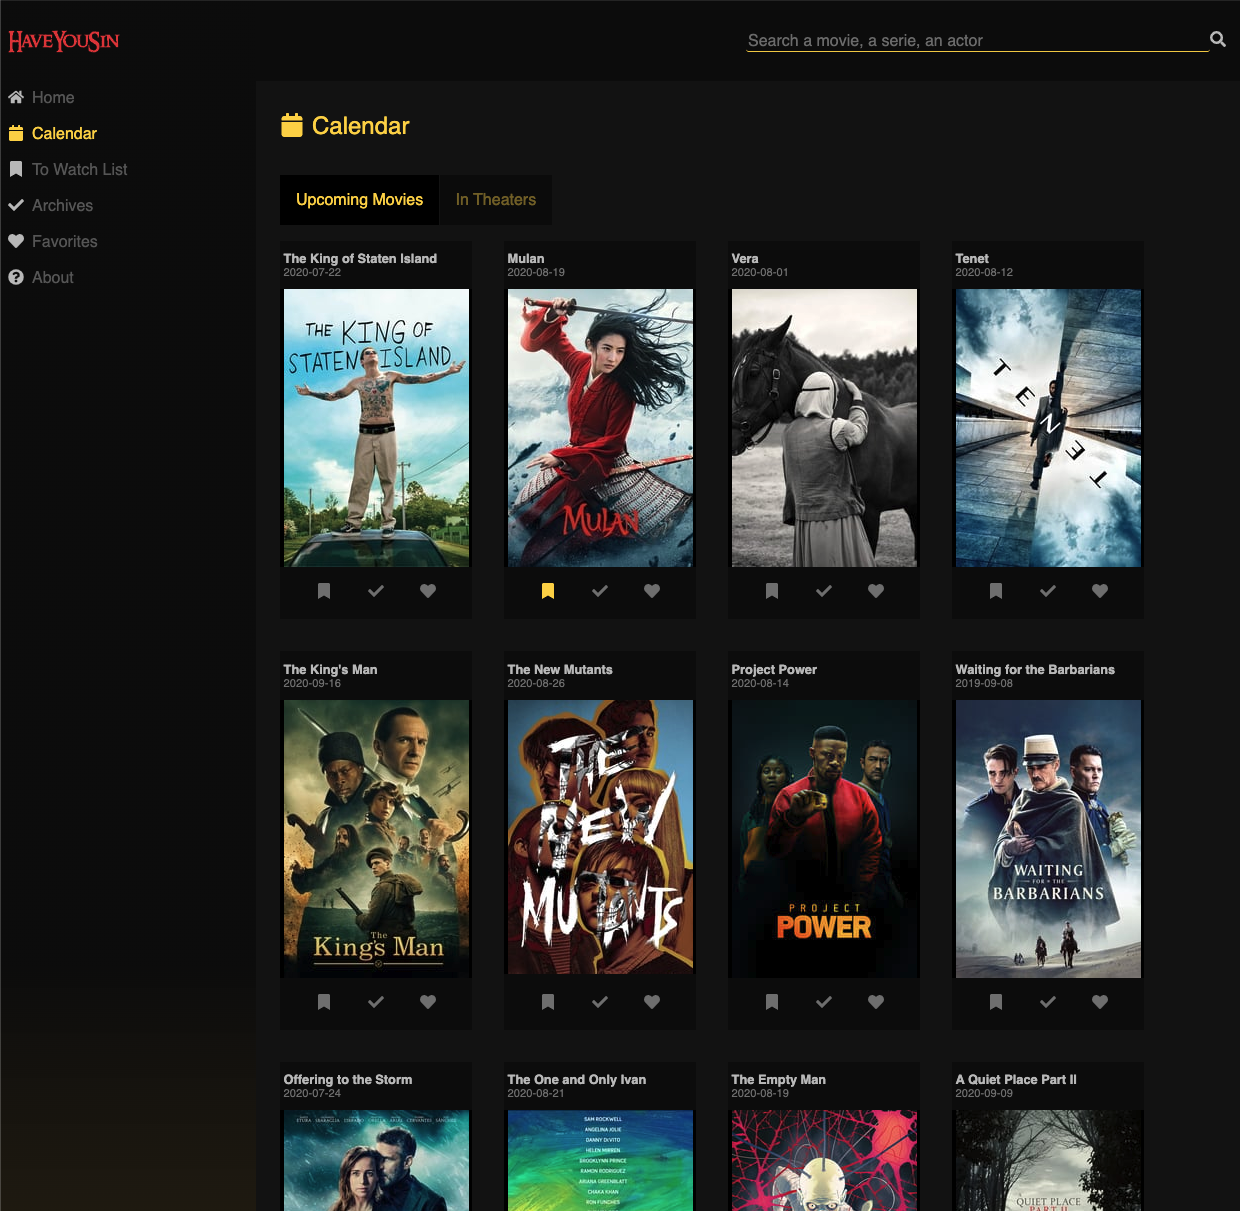 HaveYouSin
Search a movie, a serie, an actor
Home
Calendar
To Watch List
Archives
Favorites
About
Calendar
Upcoming Movies
In Theaters
The King of Staten Island
2020-07-22
THE KING OF
STATEN ISLAND
Mulan
2020-08-19
MULAN
Vera
2020-08-01
Tenet
2020-08-12
TENET
The King's Man
2020-09-16
The
King's Man
The New Mutants
2020-08-26
THE
NEW
MUTANTS
Project Power
2020-08-14
PROJECT
POWER
Waiting for the Barbarians
2019-09-08
WAITING
FOR THE
BARBARIANS
Offering to the Storm
2020-07-24
The One and Only Ivan
2020-08-21
SAM ROCKWELL
ANGELINA JOLIE
DANNY DEVITO
HELEN MIRREN
BROOKLYNN PRINCE
RAMON RODRIGUEZ
ARIANA GREENBLATT
CHAKA KHAN
RON FUNCHES
The Empty Man
2020-08-19
A Quiet Place Part II
2020-09-09
A
QUIET PLACE
PART II